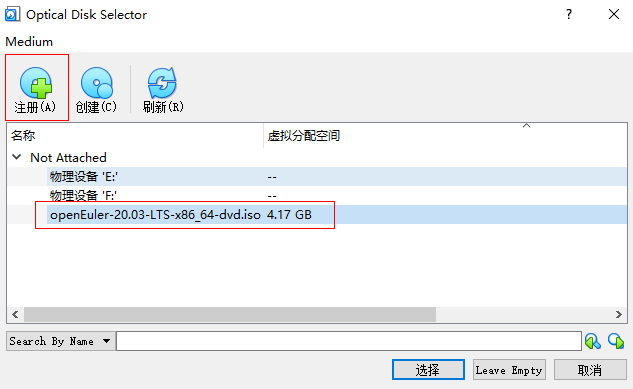 Optical Disk Selector
Medium
注册(A) 创建(C) 刷新(R)
名称 虚拟分配空间
Not Attached
物理设备 'E:' --
物理设备 'F:' --
openEuler-20.03-LTS-x86_64-dvd.iso 4.17 GB
Search By Name
选择 Leave Empty 取消